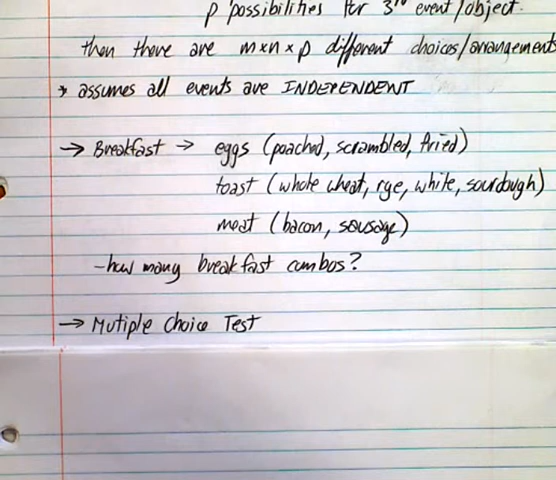 p possibilities for 3rd event/object.
then there are m×n×p different choices/arrangements
* assumes all events are INDEPENDENT
→ Breakfast → eggs (poached, scrambled, fried)
toast (whole wheat, rye, white, sourdough)
meat (bacon, sausage)
- how many breakfast combos?
→ Mutiple Choice Test